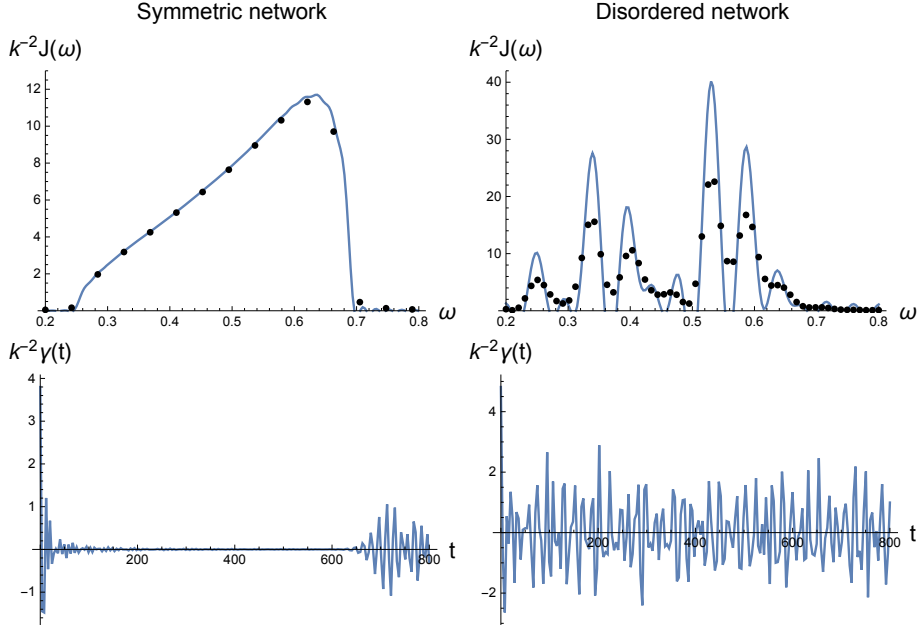 Symmetric network
Disordered network
k⁻²J(ω)
12
10
8
6
4
2
0.2 0.3 0.4 0.5 0.6 0.7 0.8 ω
k⁻²J(ω)
40
30
20
10
0
0.2 0.3 0.4 0.5 0.6 0.7 0.8 ω
k⁻²γ(t)
4
3
2
1
-1
200 400 600 800 t
k⁻²γ(t)
4
2
-2
200 400 600 800 t